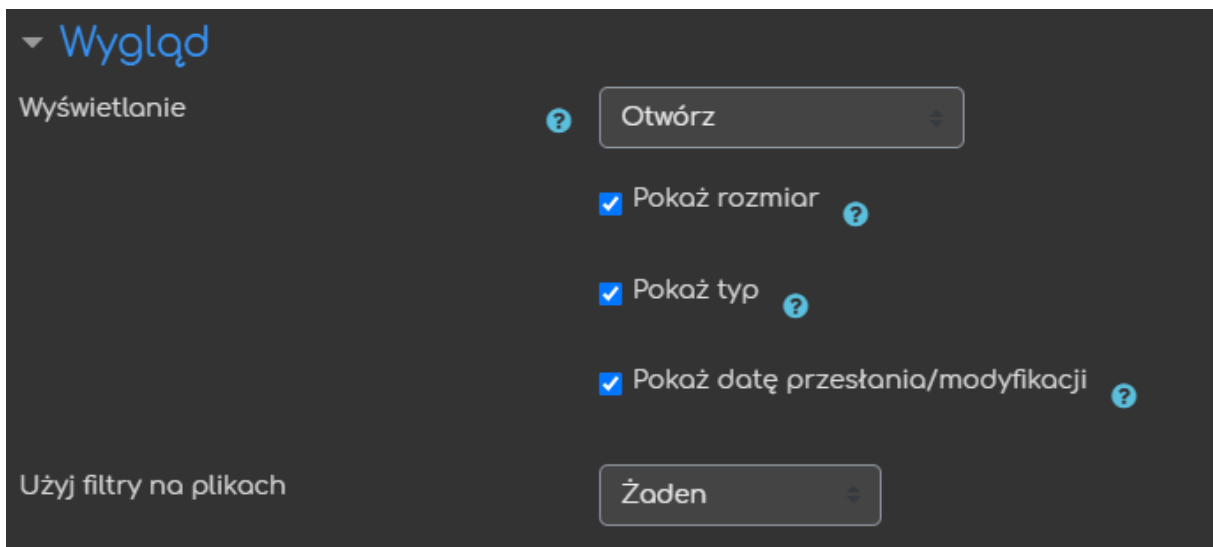 Wygląd
Wyświetlanie
Otwórz
Pokaż rozmiar
Pokaż typ
Pokaż datę przesłania/modyfikacji
Użyj filtry na plikach
Żaden